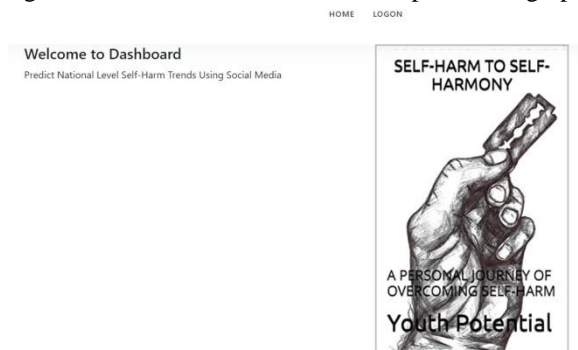 HOME LOGON
Welcome to Dashboard
Predict National Level Self-Harm Trends Using Social Media
SELF-HARM TO SELF-
HARMONY
A PERSONAL JOURNEY OF
OVERCOMING SELF-HARM
Youth Potential